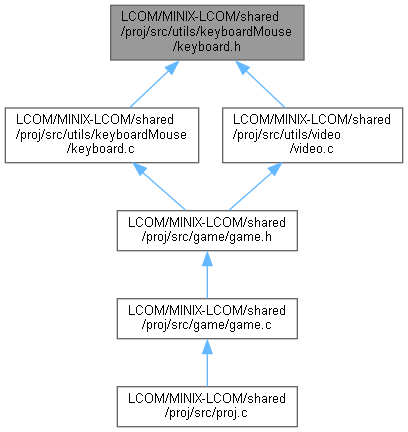 LCOM/MINIX-LCOM/shared
/proj/src/utils/keyboardMouse
/keyboard.h
LCOM/MINIX-LCOM/shared
/proj/src/utils/keyboardMouse
/keyboard.c
LCOM/MINIX-LCOM/shared
/proj/src/utils/video
/video.c
LCOM/MINIX-LCOM/shared
/proj/src/game/game.h
LCOM/MINIX-LCOM/shared
/proj/src/game/game.c
LCOM/MINIX-LCOM/shared
/proj/src/proj.c